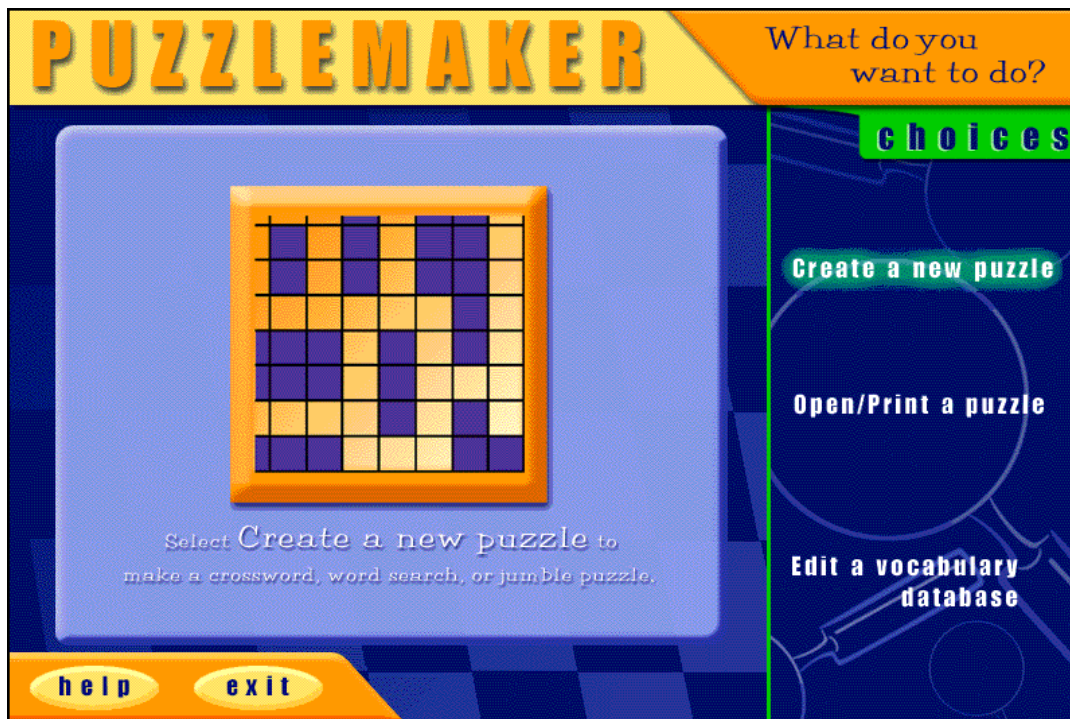 PUZZLEMAKER
What do you
want to do?
choices
Create a new puzzle
Open/Print a puzzle
Edit a vocabulary
database
Select Create a new puzzle to
make a crossword, word search, or jumble puzzle.
help
exit